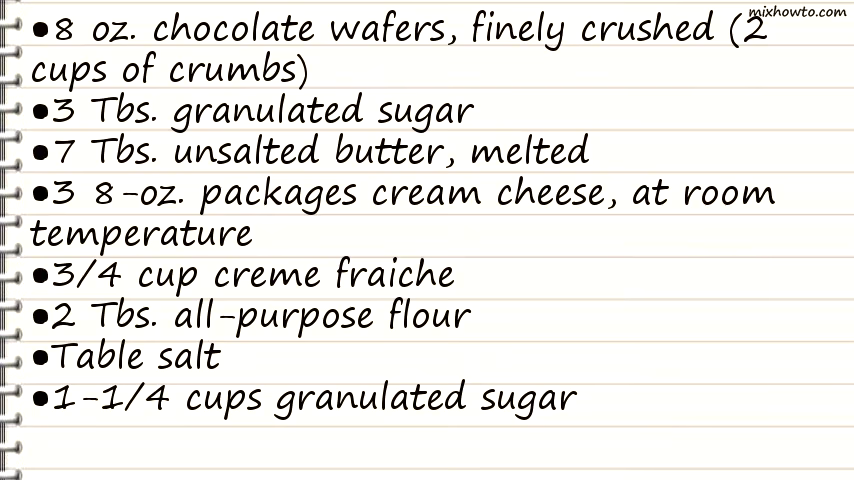 mixhowto.com
•8 oz. chocolate wafers, finely crushed (2
cups of crumbs)
•3 Tbs. granulated sugar
•7 Tbs. unsalted butter, melted
•3 8-oz. packages cream cheese, at room
temperature
•3/4 cup creme fraiche
•2 Tbs. all-purpose flour
•Table salt
•1-1/4 cups granulated sugar